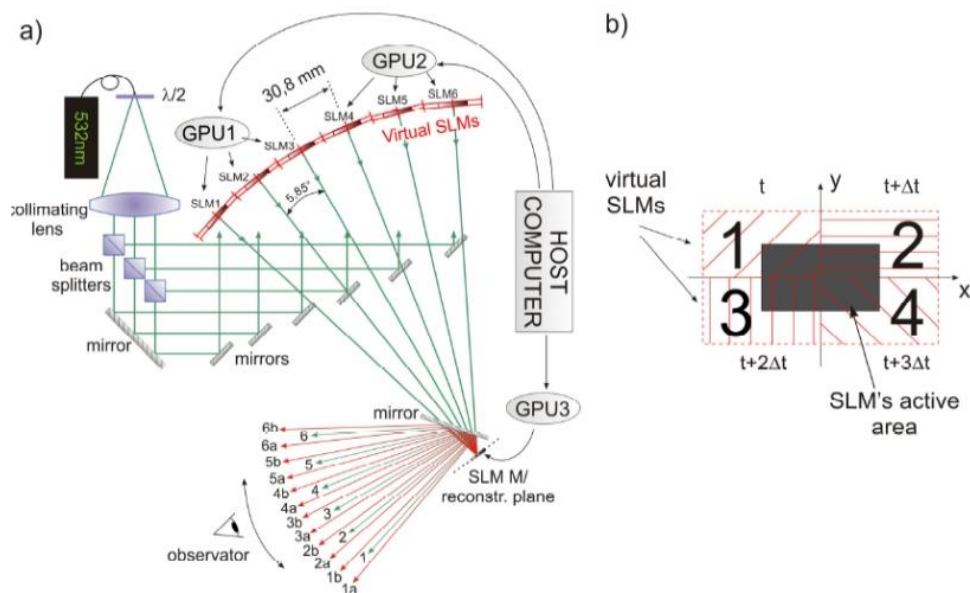 a)
b)
532nm
λ/2
collimating
lens
beam
splitters
mirror
mirrors
GPU1
GPU2
30,8 mm
SLM1
SLM2
SLM3
SLM4
SLM5
SLM6
Virtual SLMs
5,85°
HOST
COMPUTER
GPU3
mirror
SLM M/
reconstr. plane
6b
6
6a
5b
5
5a
4b
4
4a
3b
3
3a
2b
2
2a
1b
1
1a
observator
virtual
SLMs
t
y
t+Δt
1
2
x
3
4
t+2Δt
t+3Δt
SLM's active
area